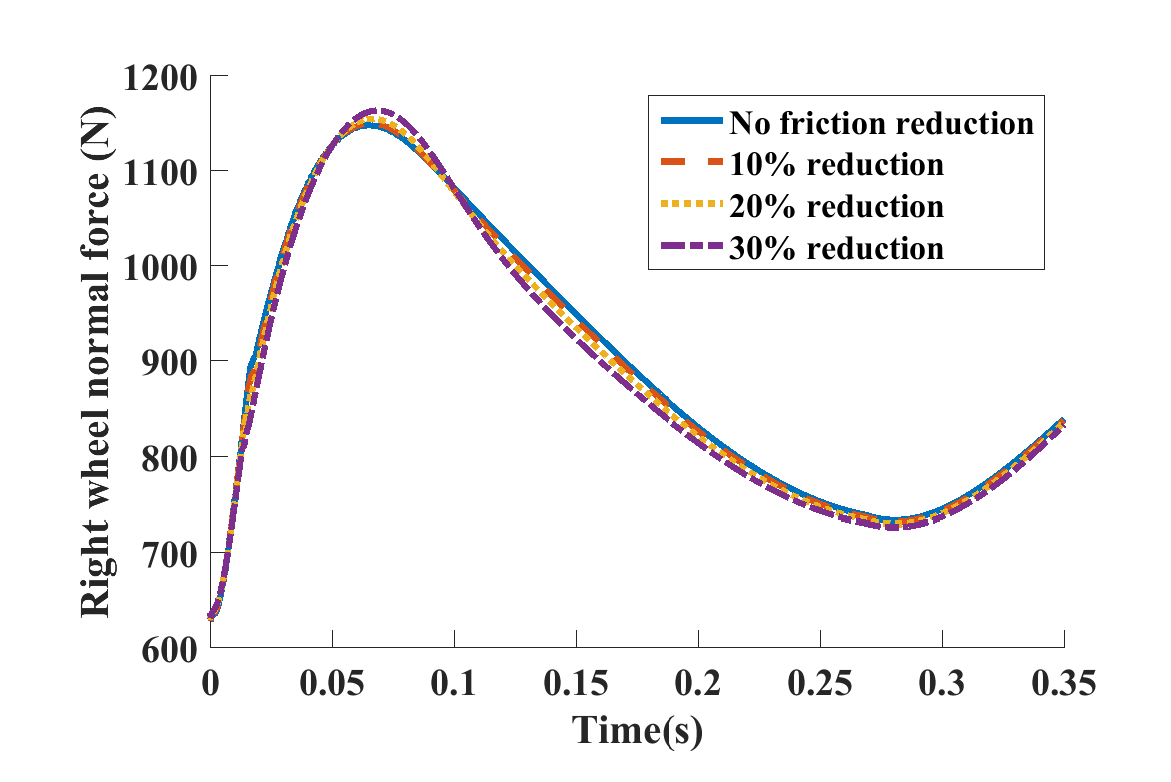 1200
1100
1000
900
800
700
600
Right wheel normal force (N)
No friction reduction
10% reduction
20% reduction
30% reduction
0 0.05 0.1 0.15 0.2 0.25 0.3 0.35
Time(s)